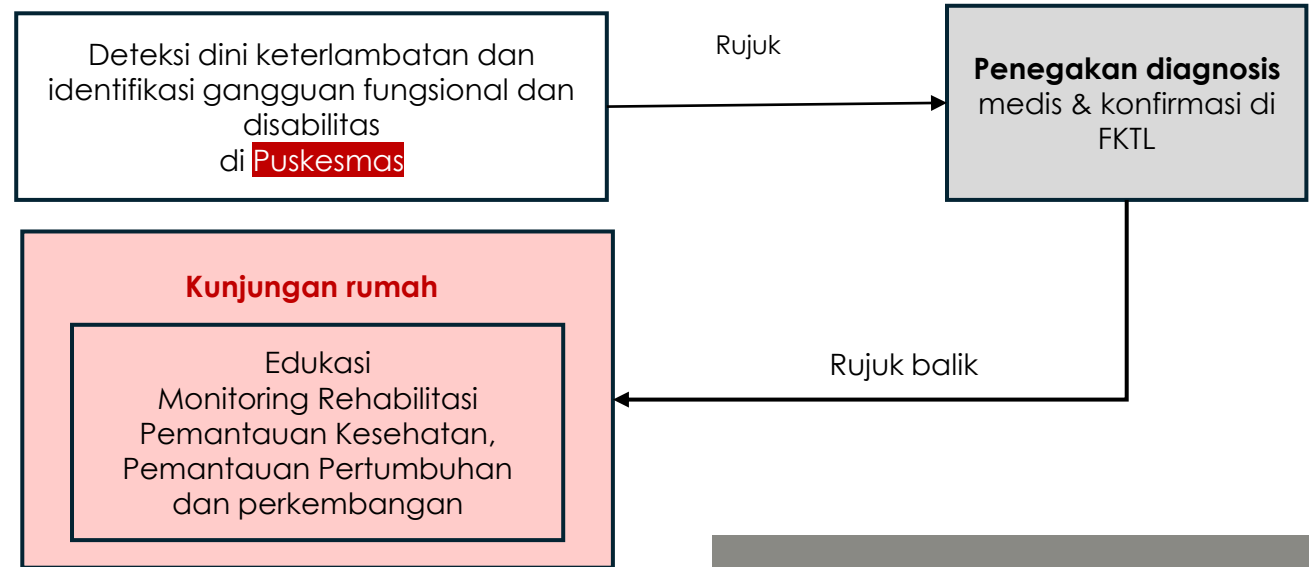 Deteksi dini keterlambatan dan
identifikasi gangguan fungsional dan
disabilitas
di Puskesmas
Rujuk
Penegakan diagnosis
medis & konfirmasi di
FKTL
Kunjungan rumah
Edukasi
Monitoring Rehabilitasi
Pemantauan Kesehatan,
Pemantauan Pertumbuhan
dan perkembangan
Rujuk balik